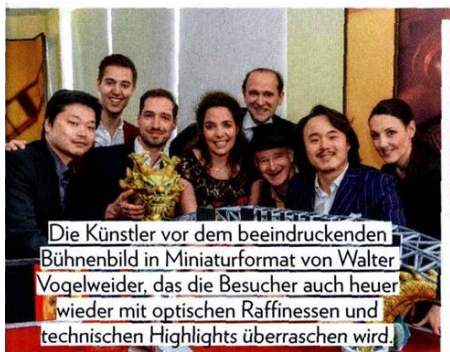 Die Künstler vor dem beeindruckenden
Bühnenbild in Miniaturformat von Walter
Vogelweider, das die Besucher auch heuer
wieder mit optischen Raffinessen und
technischen Highlights überraschen wird.